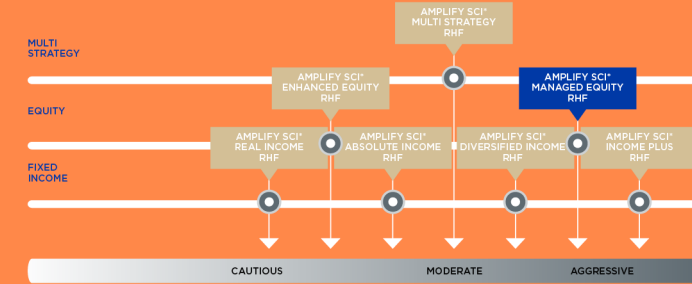 AMPLIFY SCI*
MULTI STRATEGY
RHF
MULTI
STRATEGY
AMPLIFY SCI*
ENHANCED EQUITY
RHF
AMPLIFY SCI*
MANAGED EQUITY
RHF
EQUITY
AMPLIFY SCI*
REAL INCOME
RHF
AMPLIFY SCI*
ABSOLUTE INCOME
RHF
AMPLIFY SCI*
DIVERSIFIED INCOME
RHF
AMPLIFY SCI*
INCOME PLUS
RHF
FIXED
INCOME
CAUTIOUS
MODERATE
AGGRESSIVE